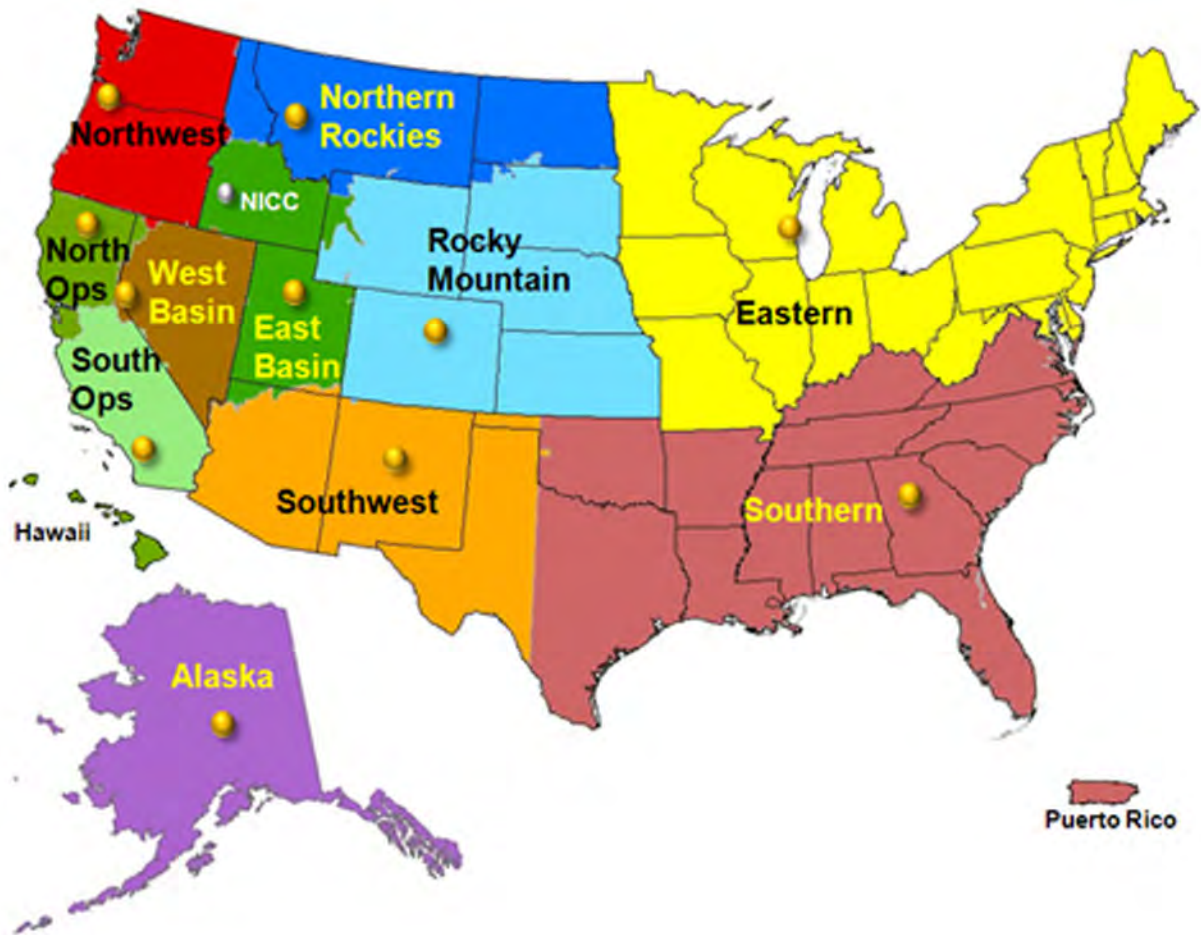 Northern
Rockies
Northwest
NICC
North
Ops
West
Basin
Rocky
Mountain
East
Basin
Eastern
South
Ops
Southwest
Southern
Hawaii
Alaska
Puerto Rico